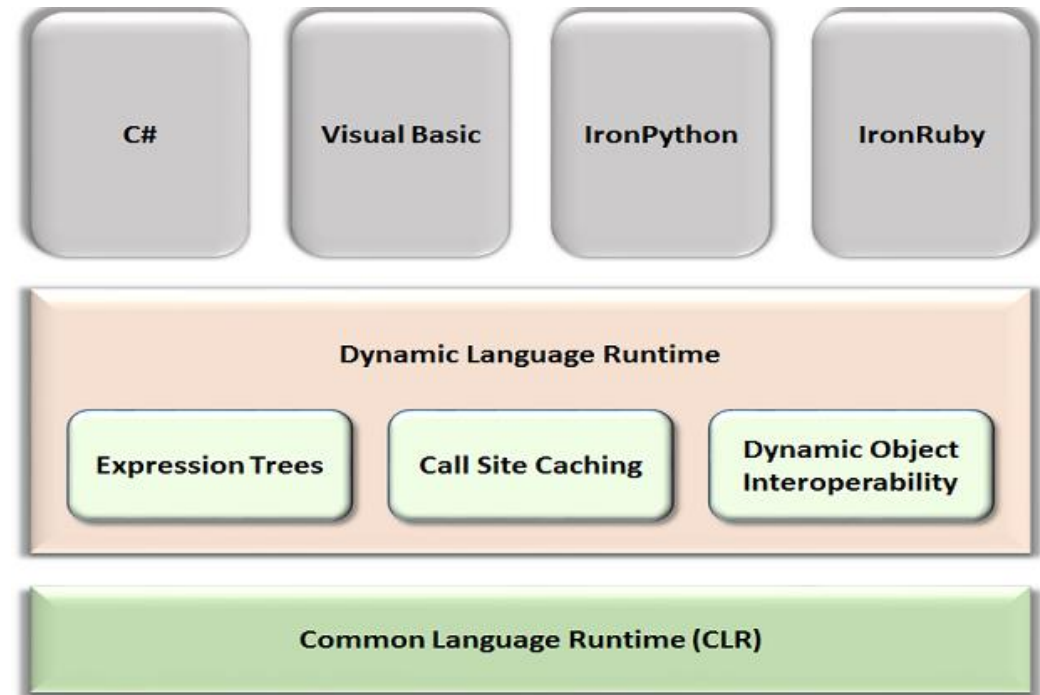 C#
Visual Basic
IronPython
IronRuby
Dynamic Language Runtime
Expression Trees
Call Site Caching
Dynamic Object
Interoperability
Common Language Runtime (CLR)